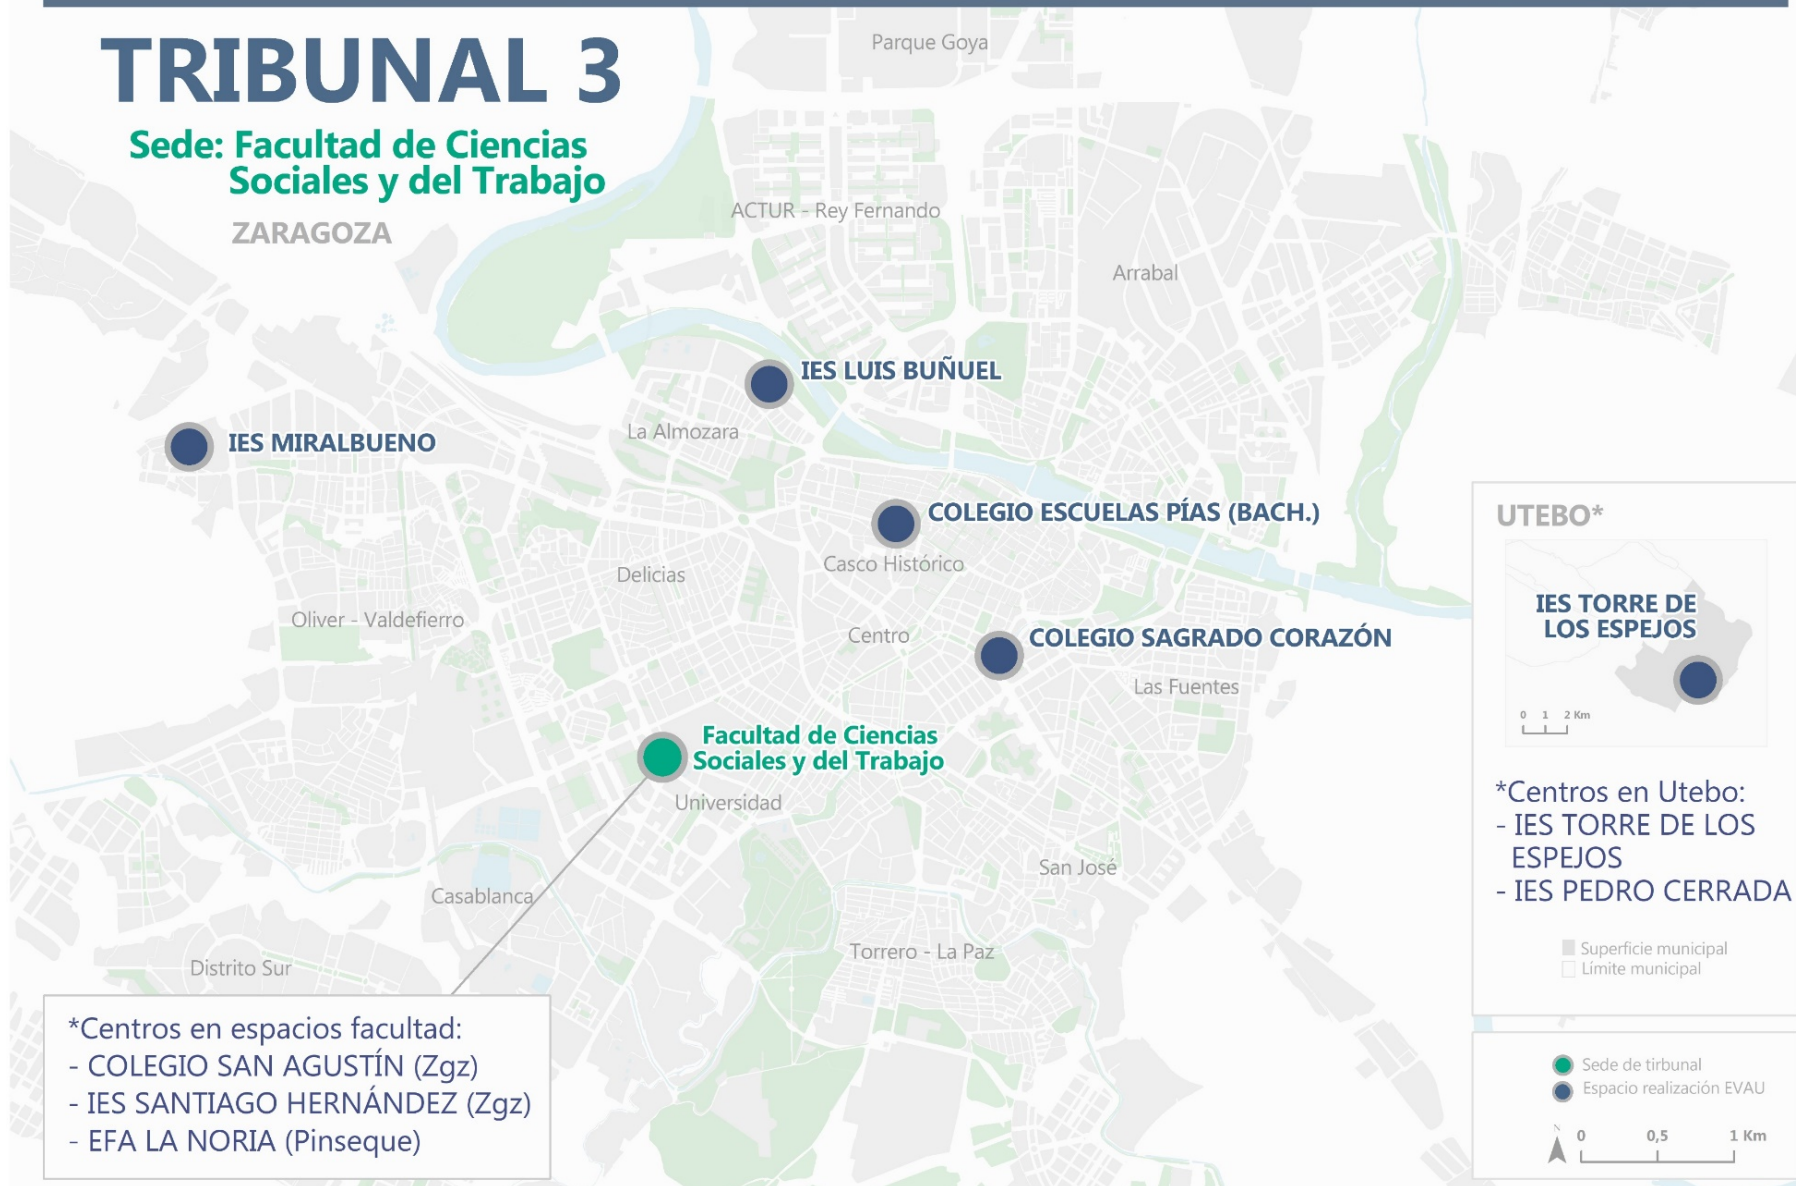 TRIBUNAL 3
Sede: Facultad de Ciencias
Sociales y del Trabajo
ZARAGOZA
Parque Goya
ACTUR - Rey Fernando
Arrabal
IES LUIS BUÑUEL
La Almozara
IES MIRALBUENO
COLEGIO ESCUELAS PÍAS (BACH.)
Casco Histórico
Delicias
Oliver - Valdefierro
Centro
COLEGIO SAGRADO CORAZÓN
Las Fuentes
Facultad de Ciencias
Sociales y del Trabajo
Universidad
San José
Casablanca
Torrero - La Paz
Distrito Sur
*Centros en espacios facultad:
- COLEGIO SAN AGUSTÍN (Zgz)
- IES SANTIAGO HERNÁNDEZ (Zgz)
- EFA LA NORIA (Pinseque)
UTEBO*
IES TORRE DE
LOS ESPEJOS
0 1 2 Km
*Centros en Utebo:
- IES TORRE DE LOS
ESPEJOS
- IES PEDRO CERRADA
Superficie municipal
Límite municipal
Sede de tirbunal
Espacio realización EVAU
N
0 0,5 1 Km